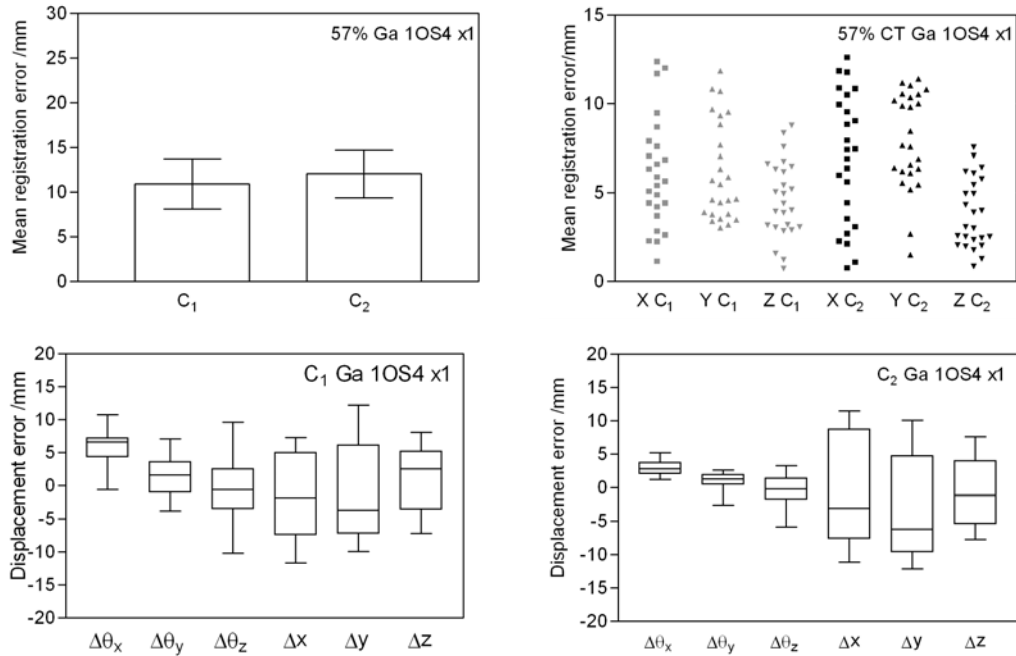 Mean registration error /mm
30
25
20
15
10
5
0
57% Ga 1OS4 x1
C₁ C₂
Mean registration error/mm
15
10
5
0
57% CT Ga 1OS4 x1
X C₁ Y C₁ Z C₁ X C₂ Y C₂ Z C₂
Displacement error /mm
20
15
10
5
0
-5
-10
-15
-20
C₁ Ga 1OS4 x1
Δθₓ Δθᵧ Δθz Δx Δy Δz
Displacement error /mm
20
15
10
5
0
-5
-10
-15
-20
C₂ Ga 1OS4 x1
Δθₓ Δθᵧ Δθz Δx Δy Δz